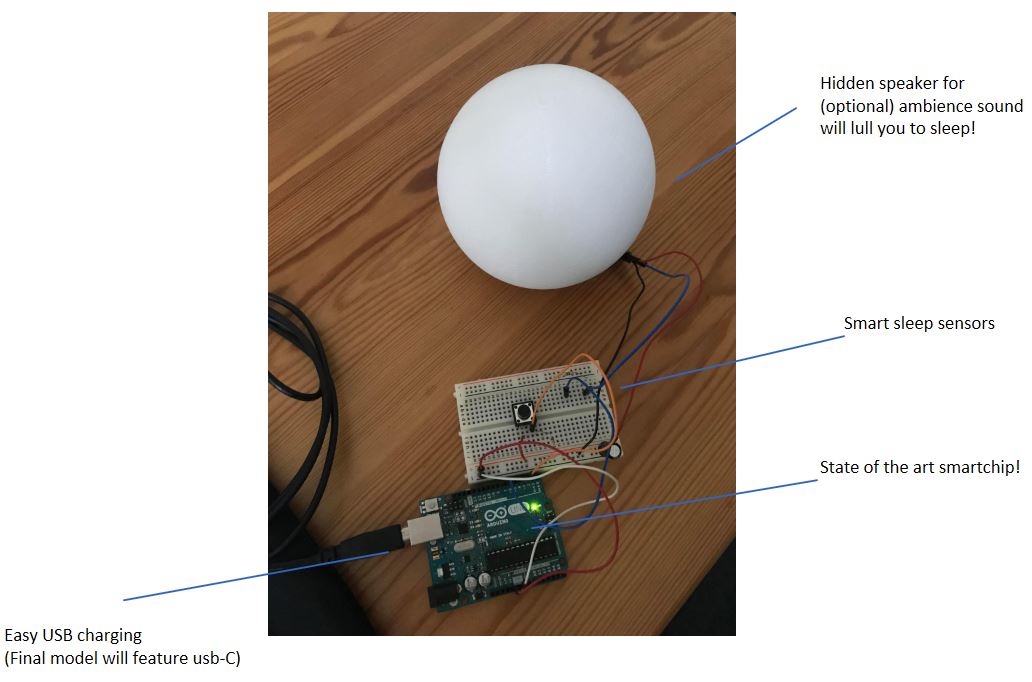 Hidden speaker for
(optional) ambience sound
will lull you to sleep!
Smart sleep sensors
State of the art smartchip!
Easy USB charging
(Final model will feature usb-C)